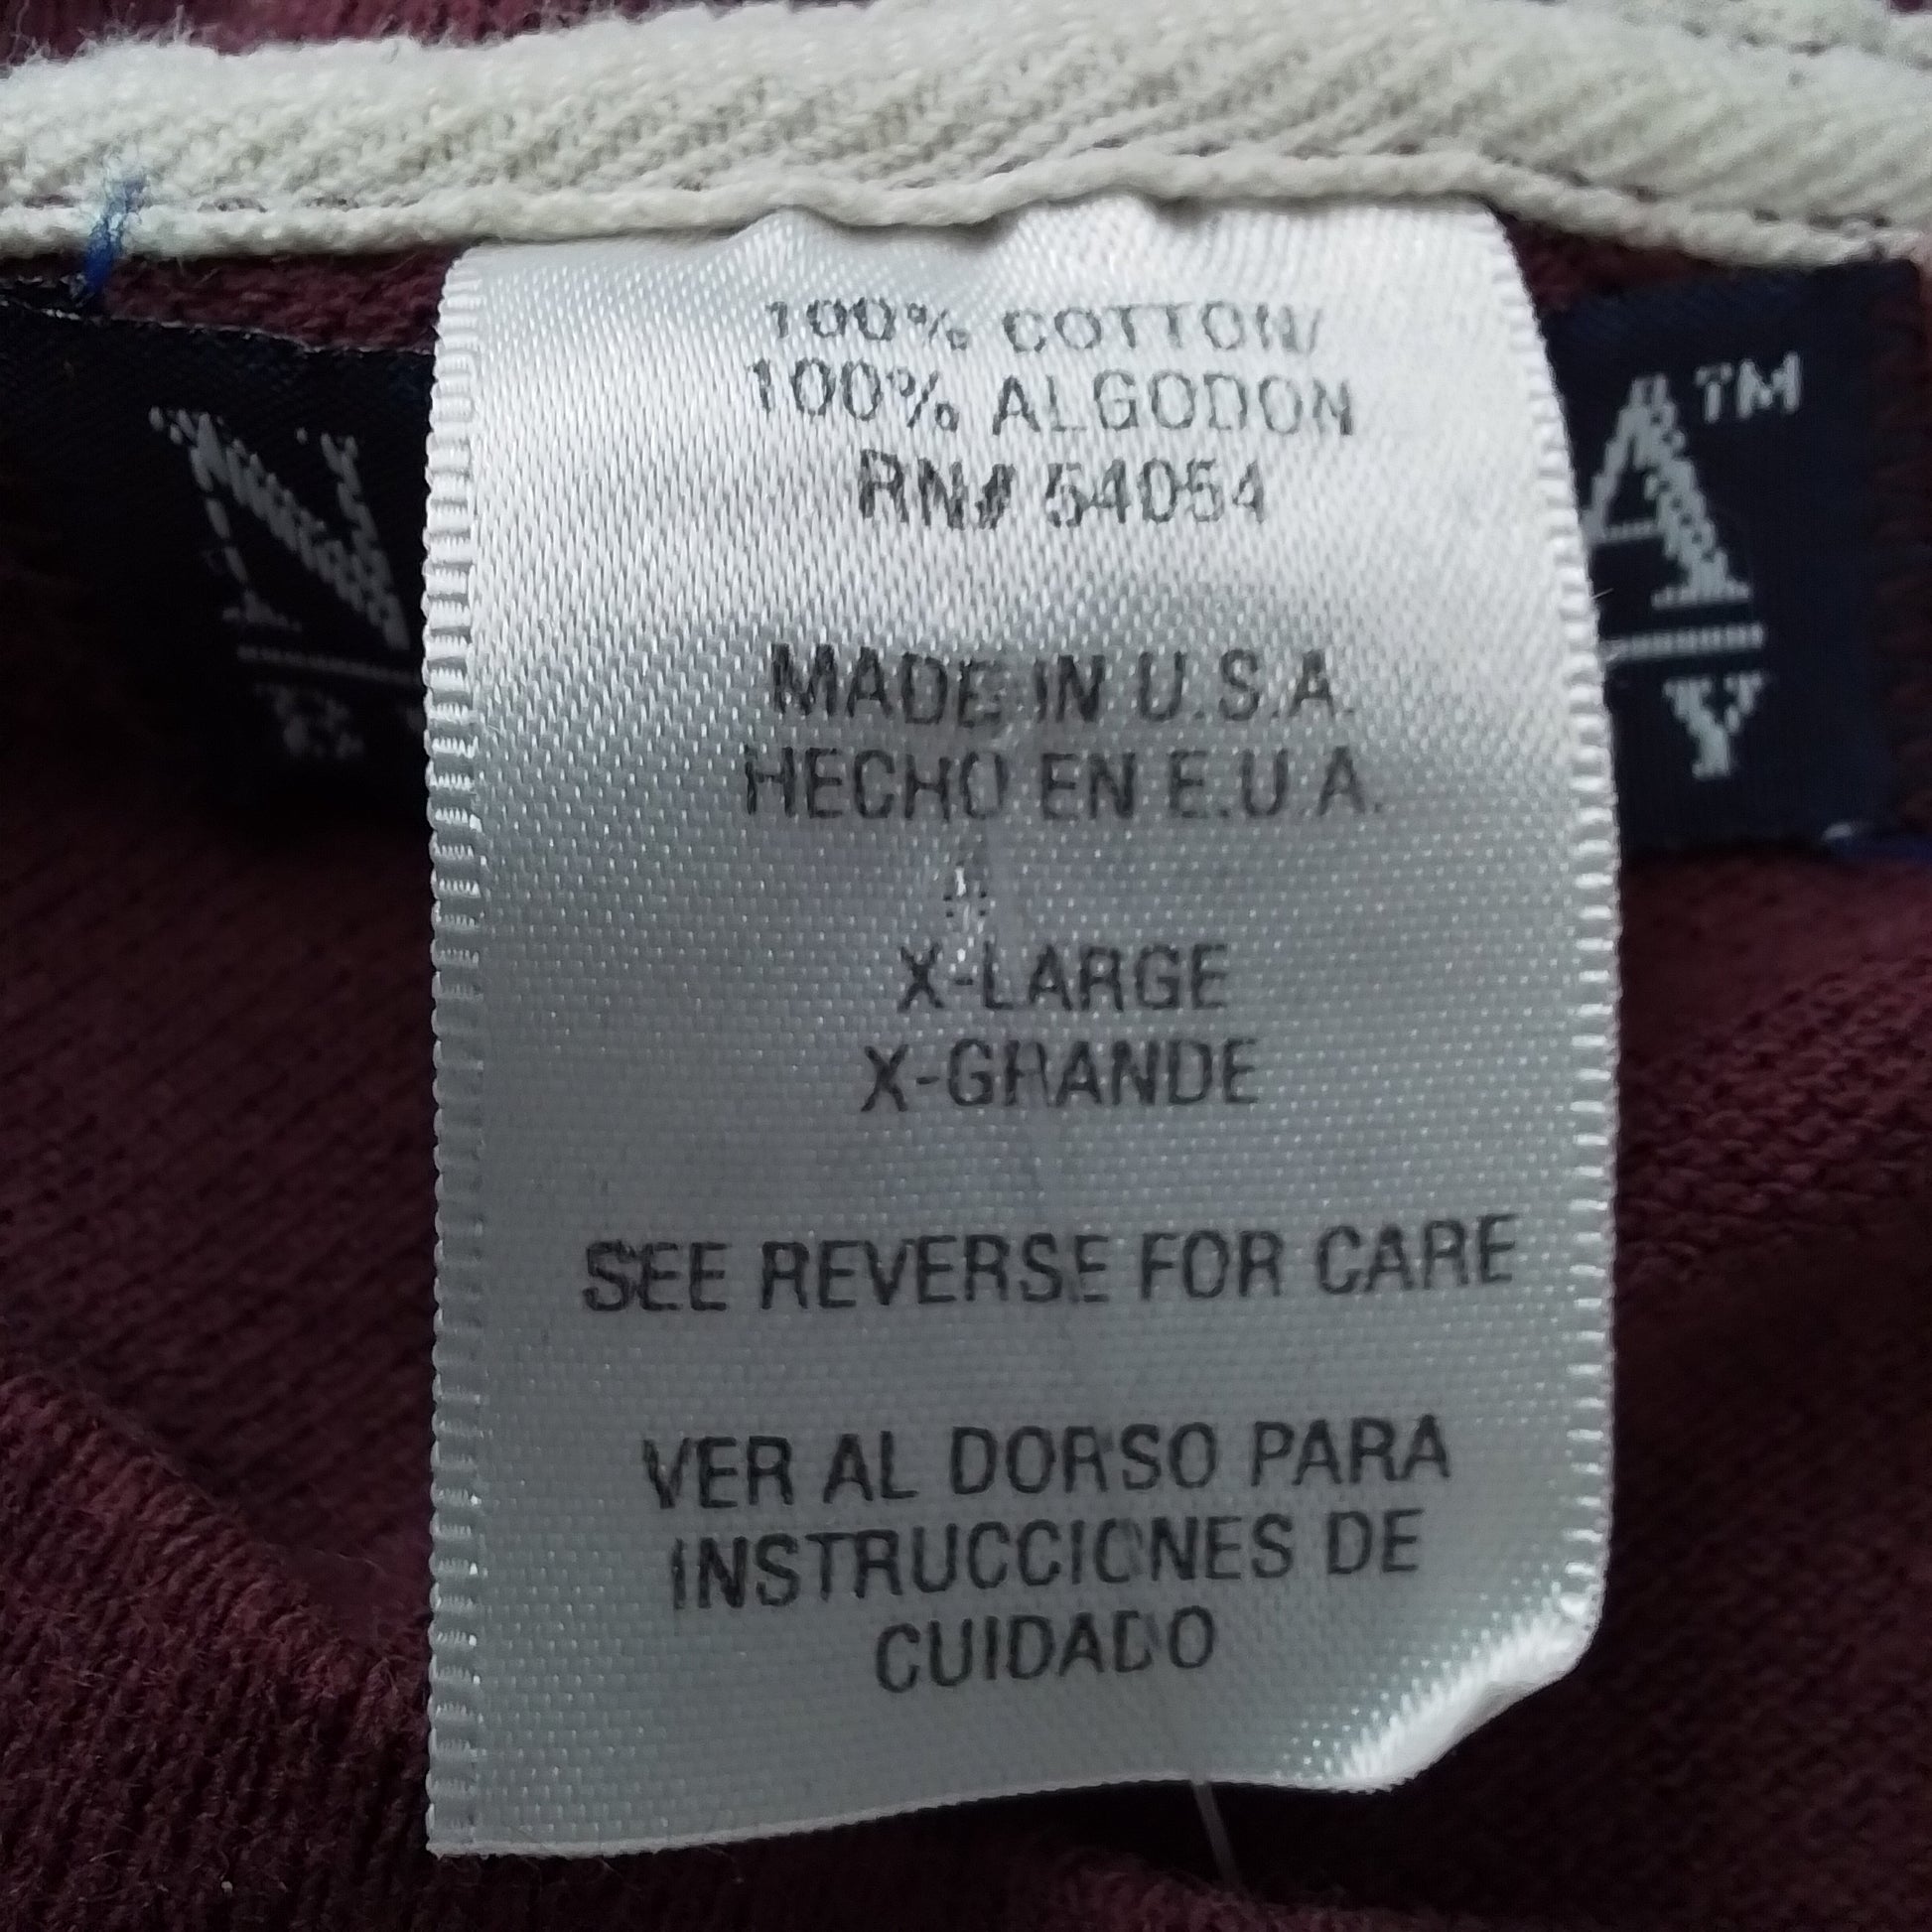 100% COTTON/
100% ALGODON
RN# 54054
MADE IN U.S.A.
HECHO EN E.U.A.
X-LARGE
X-GRANDE
SEE REVERSE FOR CARE
VER AL DORSO PARA
INSTRUCCIONES DE
CUIDADO